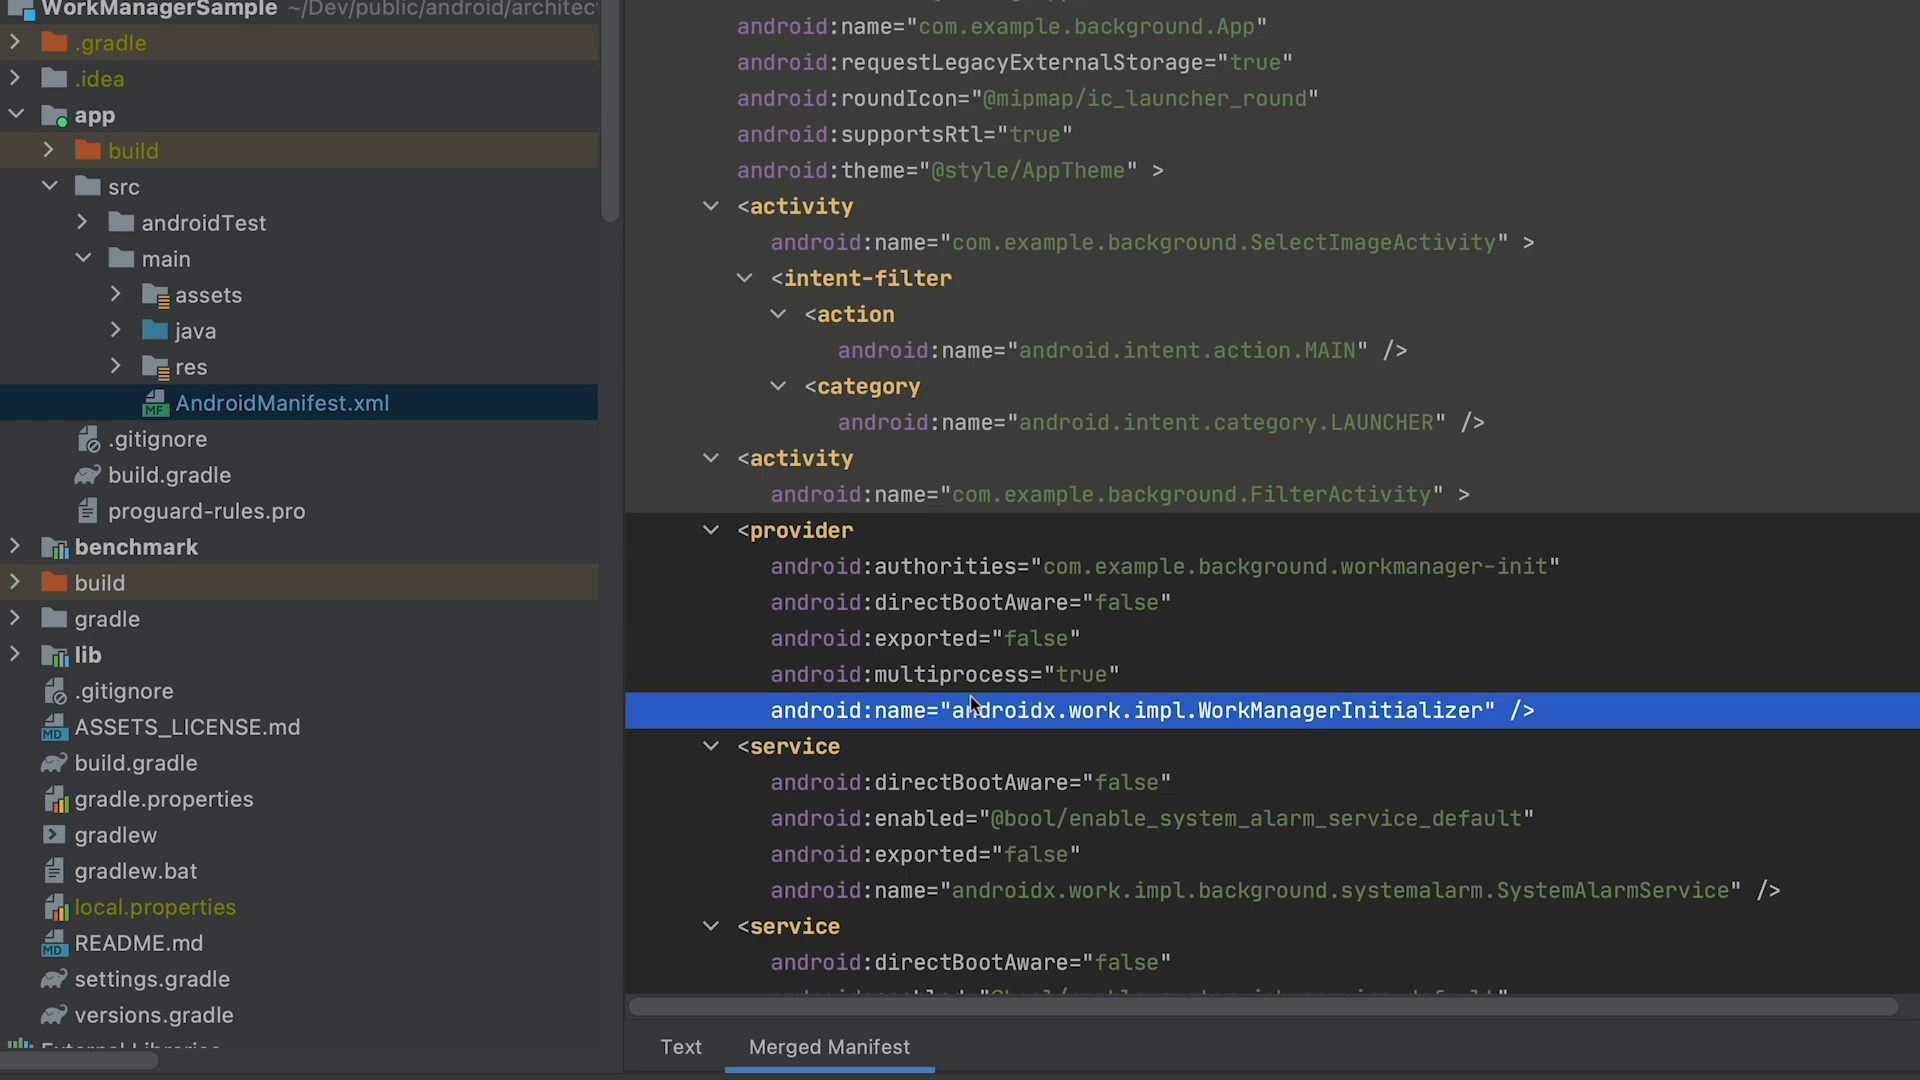 WorkManagerSample ~/Dev/public/android/architec
.gradle
.idea
app
build
src
androidTest
main
assets
java
res
AndroidManifest.xml
.gitignore
build.gradle
proguard-rules.pro
benchmark
build
gradle
lib
.gitignore
ASSETS_LICENSE.md
build.gradle
gradle.properties
gradlew
gradlew.bat
local.properties
README.md
settings.gradle
versions.gradle
External Libraries
android:name="com.example.background.App"
android:requestLegacyExternalStorage="true"
android:roundIcon="@mipmap/ic_launcher_round"
android:supportsRtl="true"
android:theme="@style/AppTheme" >
<activity
android:name="com.example.background.SelectImageActivity" >
<intent-filter
<action
android:name="android.intent.action.MAIN" />
<category
android:name="android.intent.category.LAUNCHER" />
<activity
android:name="com.example.background.FilterActivity" >
<provider
android:authorities="com.example.background.workmanager-init"
android:directBootAware="false"
android:exported="false"
android:multiprocess="true"
android:name="androidx.work.impl.WorkManagerInitializer" />
<service
android:directBootAware="false"
android:enabled="@bool/enable_system_alarm_service_default"
android:exported="false"
android:name="androidx.work.impl.background.systemalarm.SystemAlarmService" />
<service
android:directBootAware="false"
Text
Merged Manifest